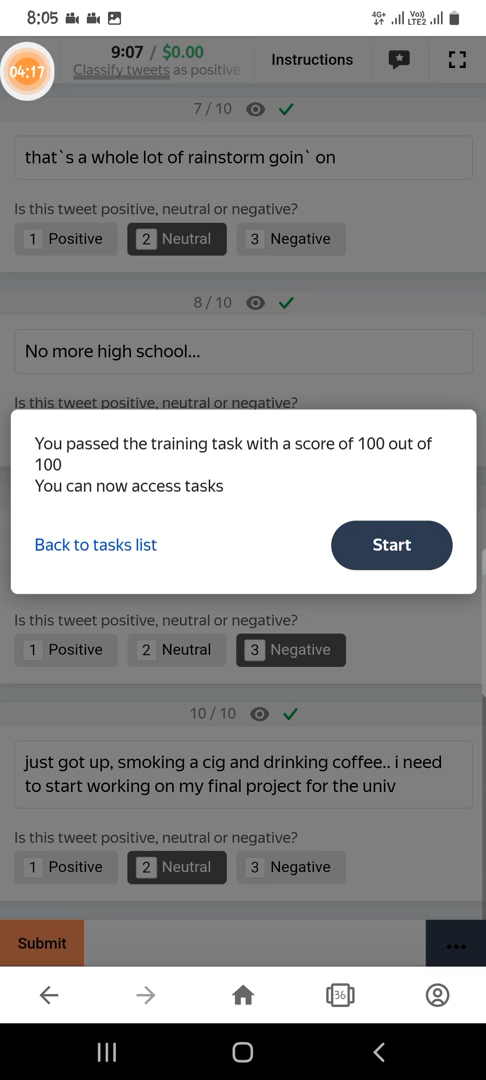 8:05
4G+ Vo)) LTE2
04:17
9:07 / $0.00
Classify tweets as positive
Instructions
7 / 10
that`s a whole lot of rainstorm goin` on
Is this tweet positive, neutral or negative?
1 Positive 2 Neutral 3 Negative
8 / 10
No more high school...
Is this tweet positive, neutral or negative?
You passed the training task with a score of 100 out of
100
You can now access tasks
Back to tasks list Start
Is this tweet positive, neutral or negative?
1 Positive 2 Neutral 3 Negative
10 / 10
just got up, smoking a cig and drinking coffee.. i need
to start working on my final project for the univ
Is this tweet positive, neutral or negative?
1 Positive 2 Neutral 3 Negative
Submit ...
36